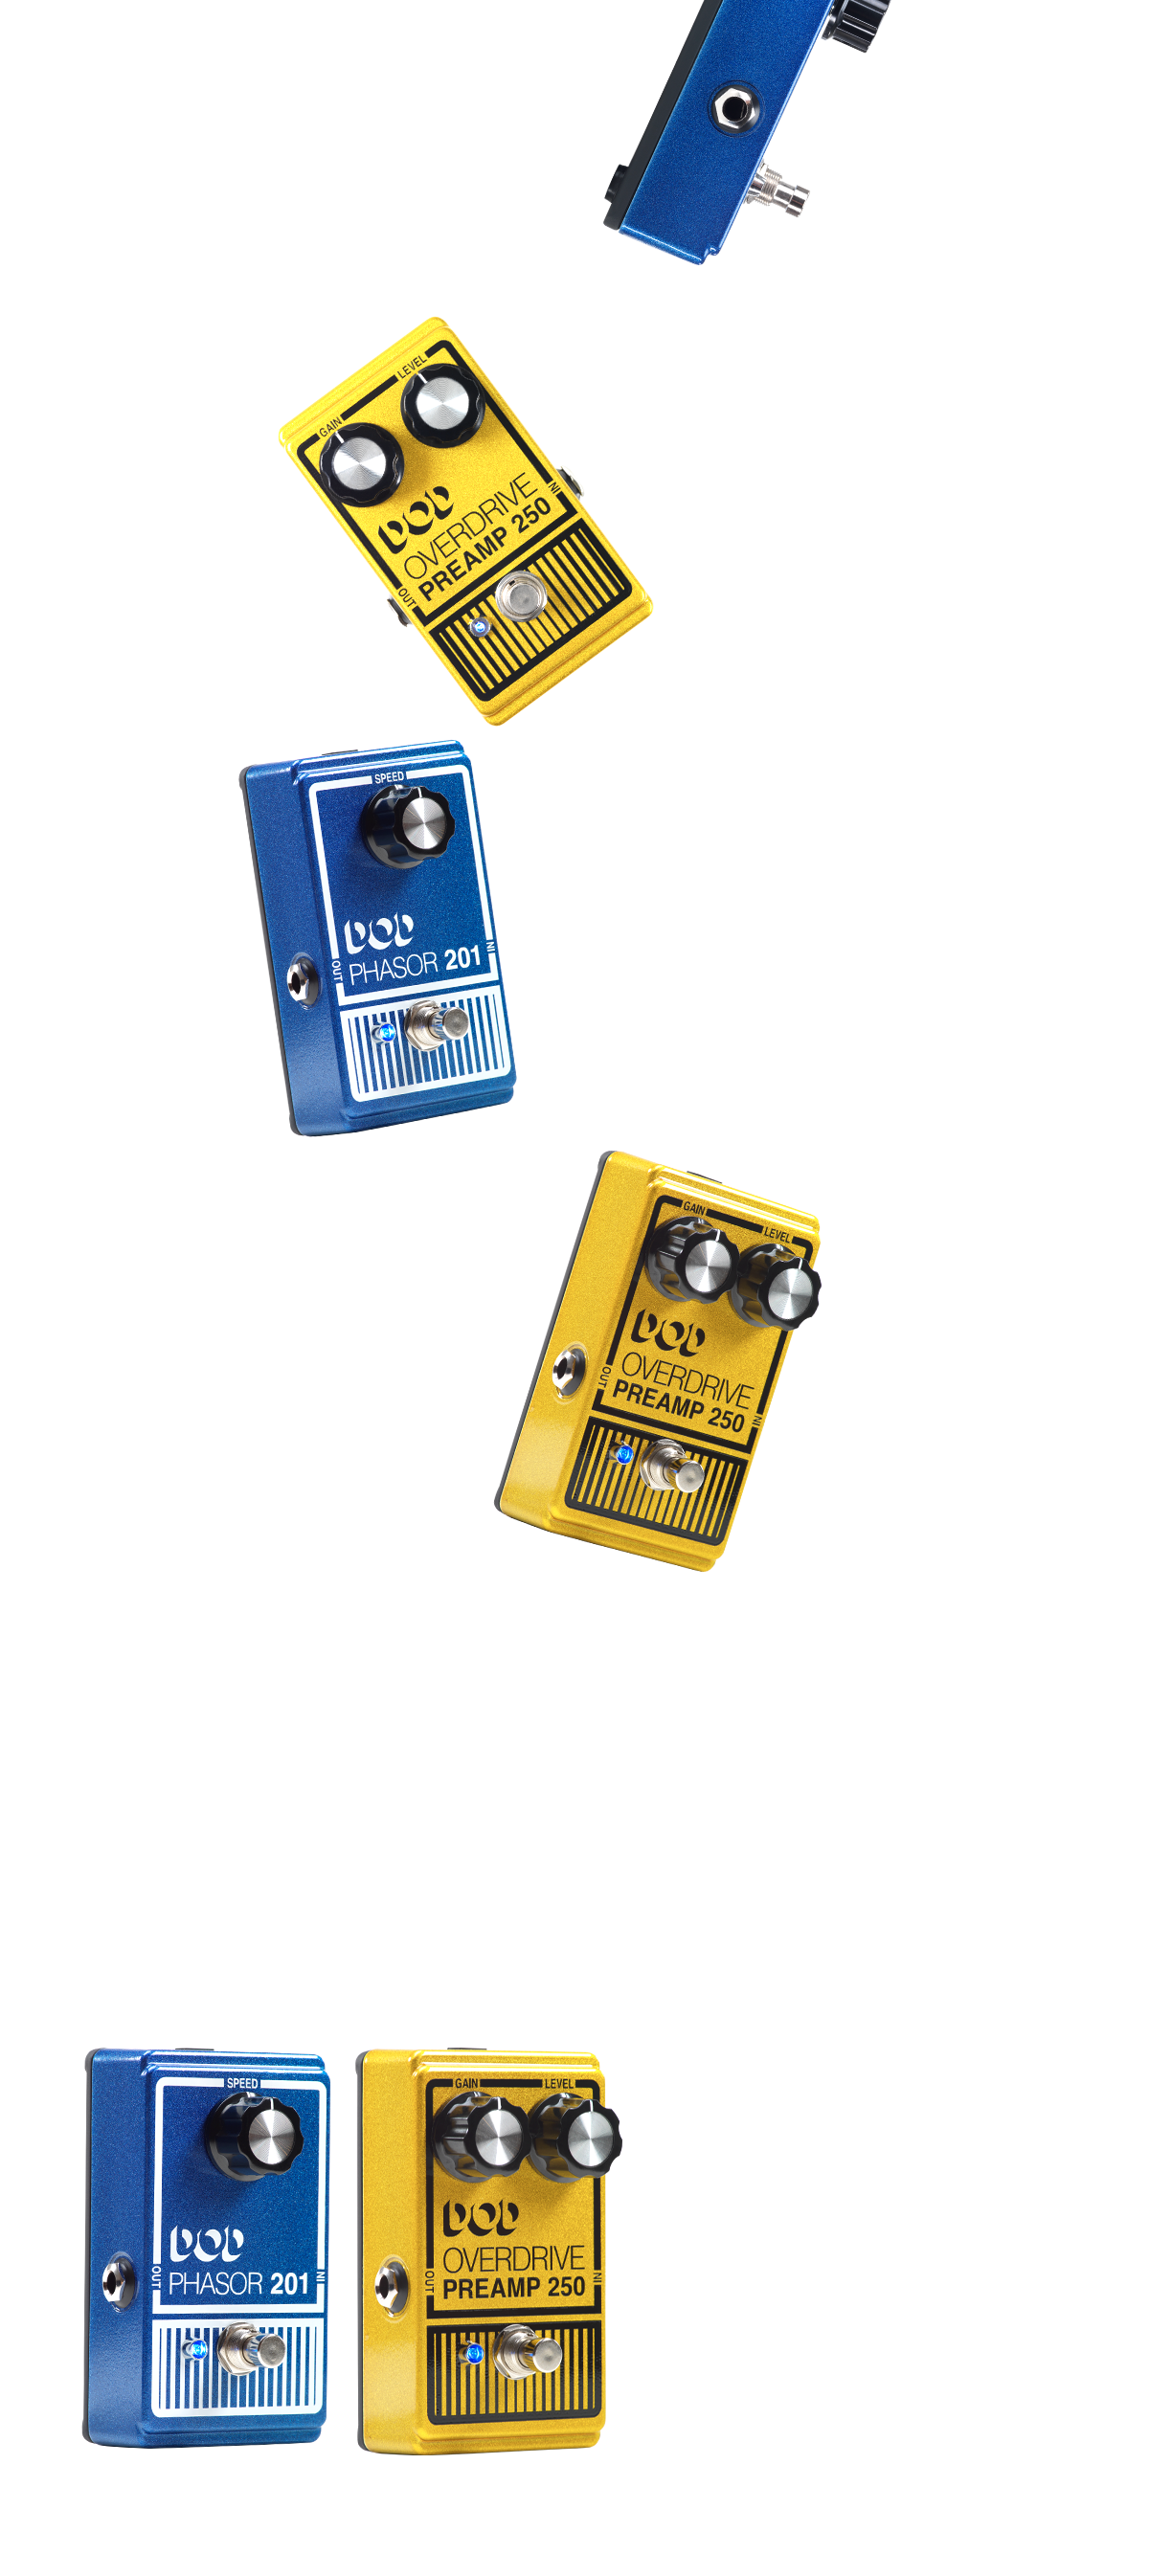 LEVEL
GAIN
DOD
OVERDRIVE
PREAMP 250
IN
OUT
SPEED
DOD
PHASOR 201
IN
OUT
GAIN
LEVEL
DOD
OVERDRIVE
PREAMP 250
OUT
IN
SPEED
DOD
PHASOR 201
OUT
IN
GAIN
LEVEL
DOD
OVERDRIVE
PREAMP 250
OUT
IN